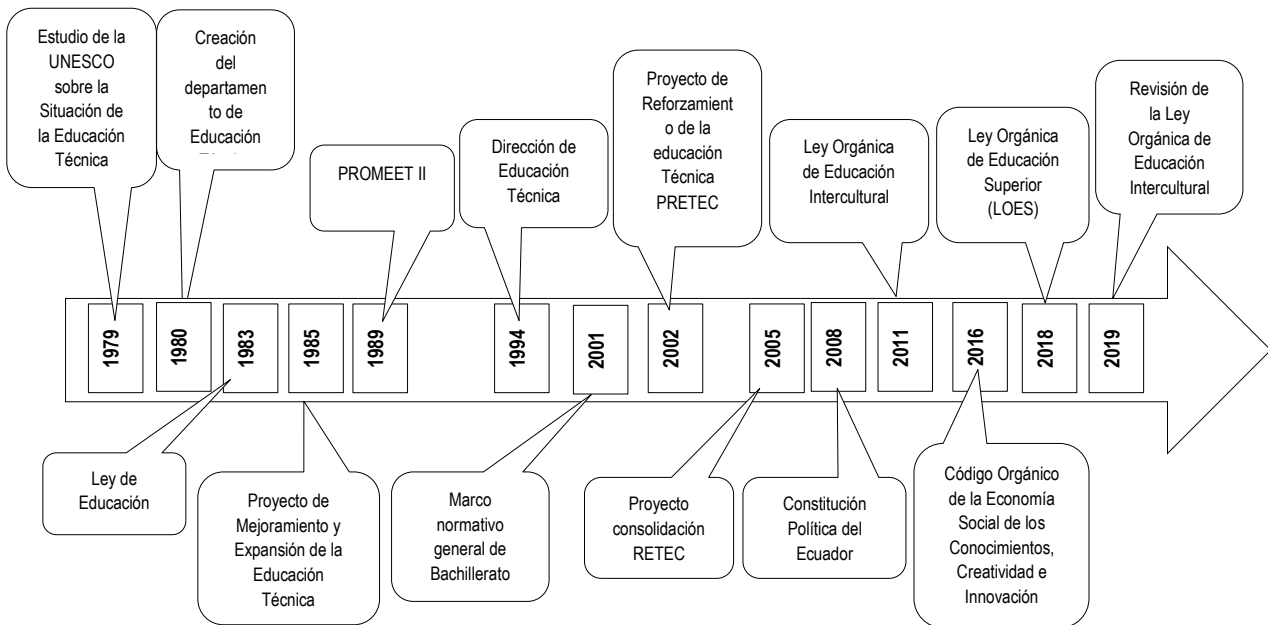 Estudio de la
UNESCO
sobre la
Situación de
la Educación
Técnica
Creación
del
departamen
to de
Educación
PROMEET II
Dirección de
Educación
Técnica
Proyecto de
Reforzamient
o de la
educación
Técnica
PRETEC
Ley Orgánica
de Educación
Intercultural
Ley Orgánica
de Educación
Superior
(LOES)
Revisión de
la Ley
Orgánica de
Educación
Intercultural
1979
1980
1983
1985
1989
1994
2001
2002
2005
2008
2011
2016
2018
2019
Ley de
Educación
Proyecto de
Mejoramiento y
Expansión de la
Educación
Técnica
Marco
normativo
general de
Bachillerato
Proyecto
consolidación
RETEC
Constitución
Política del
Ecuador
Código Orgánico
de la Economía
Social de los
Conocimientos,
Creatividad e
Innovación